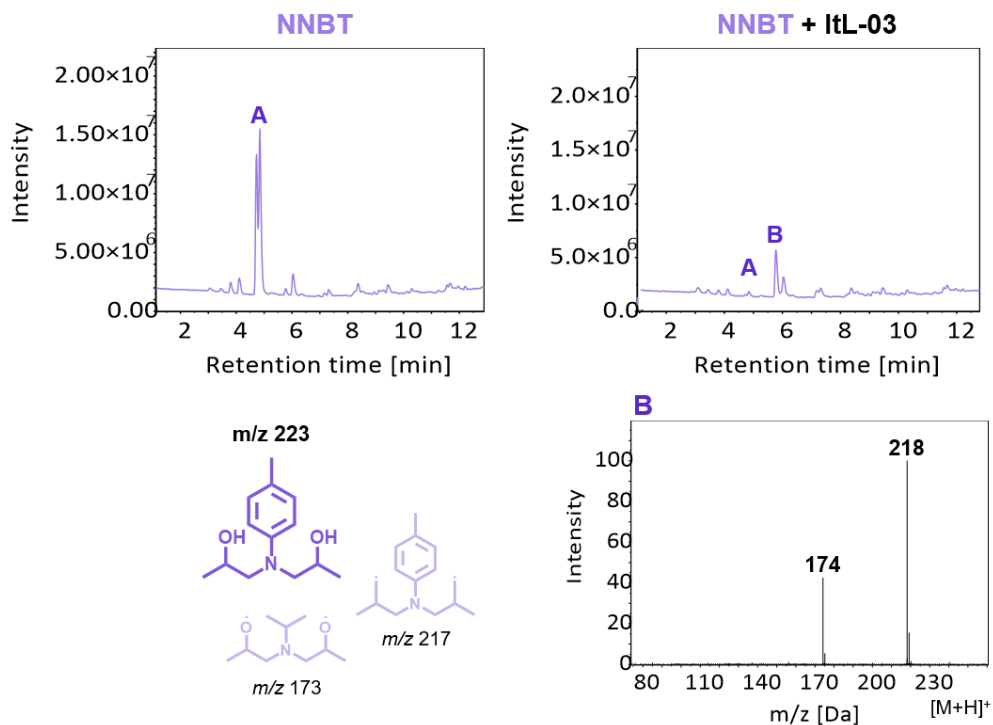 NNBT
2.00×10⁷
1.50×10⁷
1.00×10⁷
5.00×10⁶
0.00
Intensity
A
2 4 6 8 10 12
Retention time [min]
NNBT + ItL-03
2.0×10⁷
1.5×10⁷
1.0×10⁷
5.0×10⁶
0.00
Intensity
A
B
2 4 6 8 10 12
Retention time [min]
m/z 223
OH
OH
N
N
m/z 217
O
O
N
m/z 173
B
100
80
60
40
20
0
Intensity
174
218
80 110 140 170 200 230
m/z [Da]
[M+H]⁺